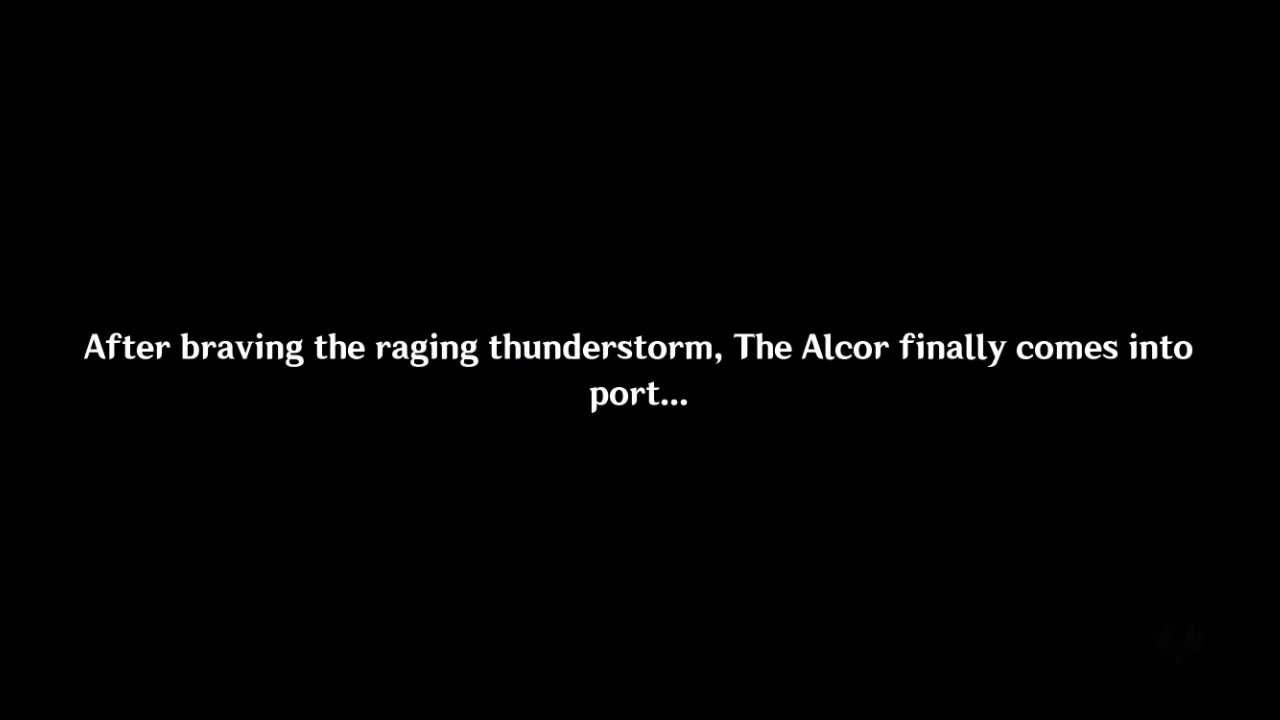 After braving the raging thunderstorm, The Alcor finally comes into
port...